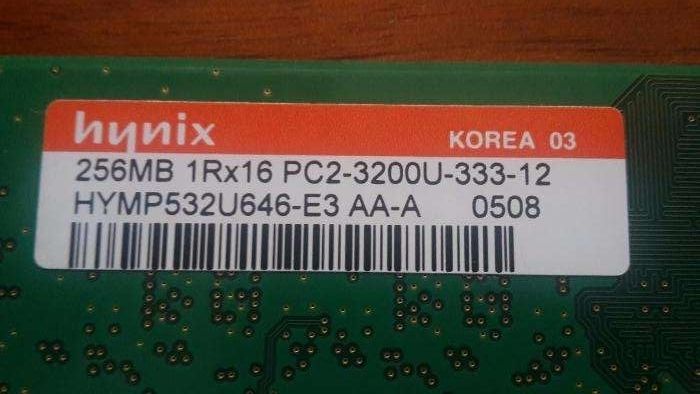 hynix KOREA 03
256MB 1Rx16 PC2-3200U-333-12
HYMP532U646-E3 AA-A 0508